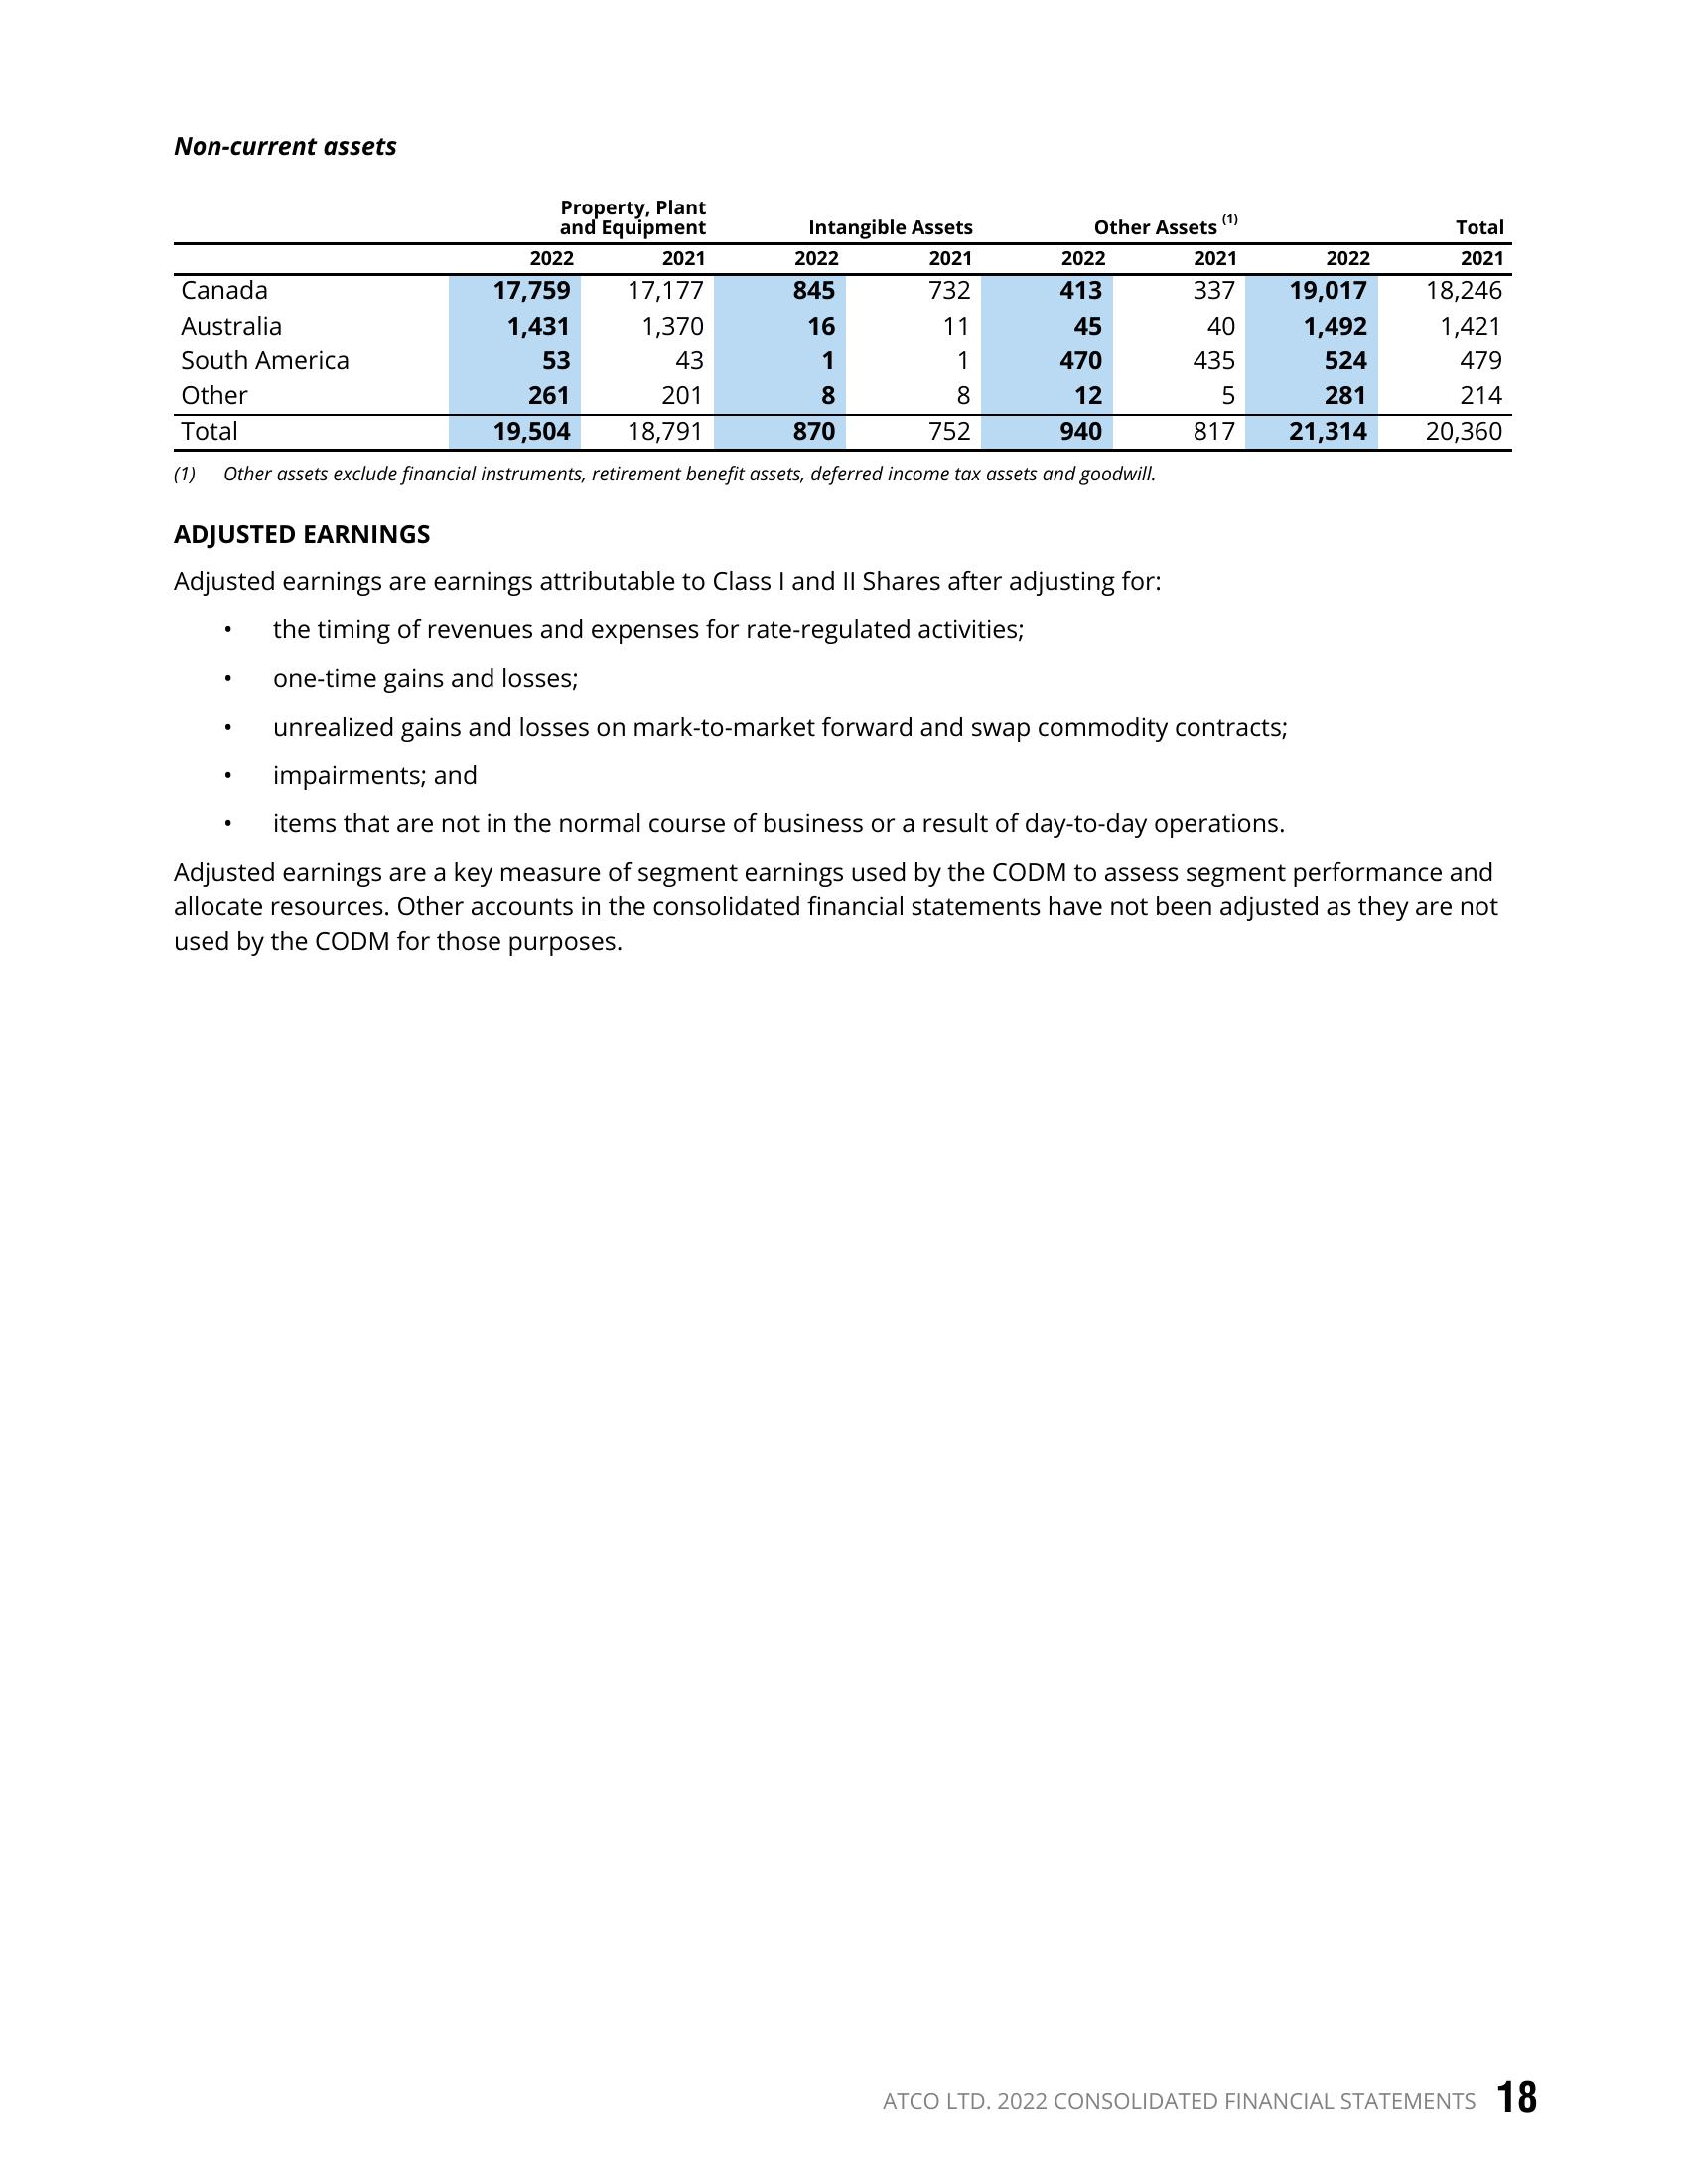 Non-current assets
Property, Plant
and Equipment Intangible Assets Other Assets (1) Total
2022 2021 2022 2021 2022 2021 2022 2021
Canada 17,759 17,177 845 732 413 337 19,017 18,246
Australia 1,431 1,370 16 11 45 40 1,492 1,421
South America 53 43 1 1 470 435 524 479
Other 261 201 8 8 12 5 281 214
Total 19,504 18,791 870 752 940 817 21,314 20,360
(1) Other assets exclude financial instruments, retirement benefit assets, deferred income tax assets and goodwill.
ADJUSTED EARNINGS
Adjusted earnings are earnings attributable to Class I and II Shares after adjusting for:
• the timing of revenues and expenses for rate-regulated activities;
• one-time gains and losses;
• unrealized gains and losses on mark-to-market forward and swap commodity contracts;
• impairments; and
• items that are not in the normal course of business or a result of day-to-day operations.
Adjusted earnings are a key measure of segment earnings used by the CODM to assess segment performance and
allocate resources. Other accounts in the consolidated financial statements have not been adjusted as they are not
used by the CODM for those purposes.
ATCO LTD. 2022 CONSOLIDATED FINANCIAL STATEMENTS 18